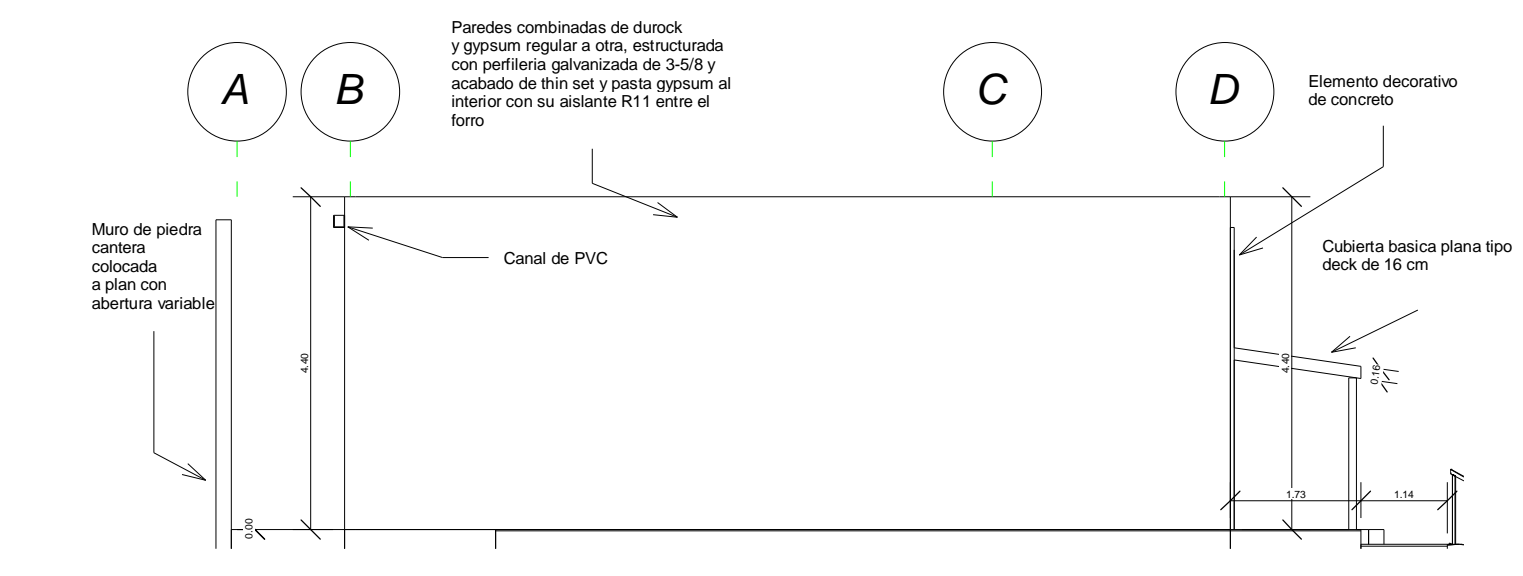 A
B
Paredes combinadas de durock
y gypsum regular a otra, estructurada
con perfileria galvanizada de 3-5/8 y
acabado de thin set y pasta gypsum al
interior con su aislante R11 entre el
forro
C
D
Elemento decorativo
de concreto
Muro de piedra
cantera
colocada
a plan con
abertura variable
Canal de PVC
Cubierta basica plana tipo
deck de 16 cm
4.40
4.40
0.16
1.73
1.14
0.00